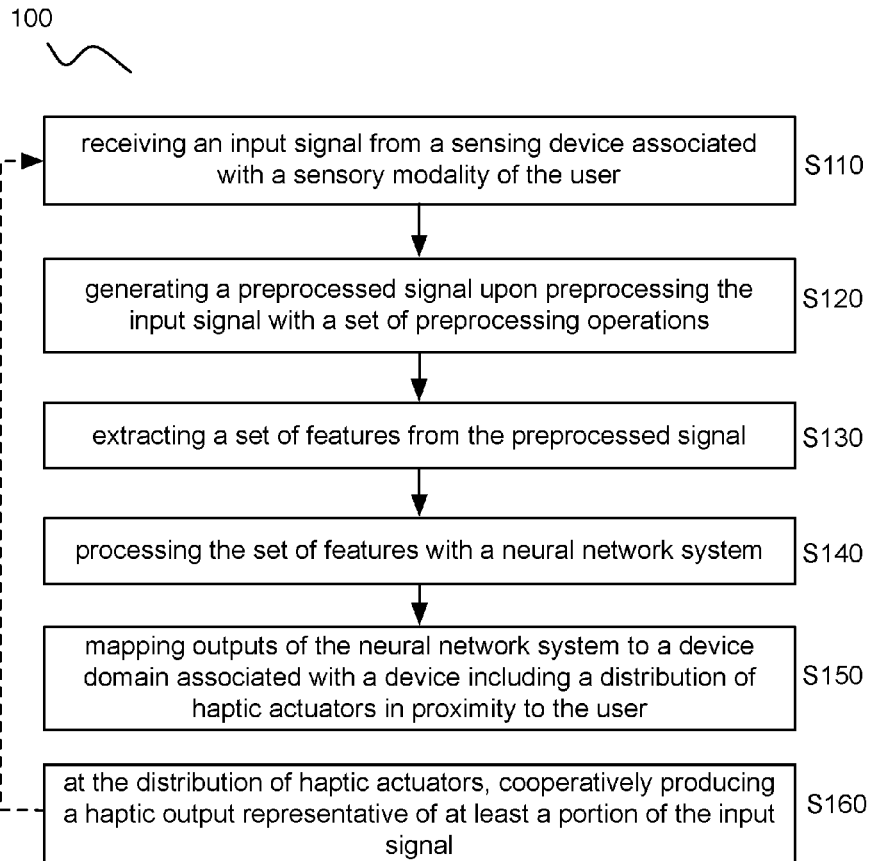 100
receiving an input signal from a sensing device associated
with a sensory modality of the user
S110
generating a preprocessed signal upon preprocessing the
input signal with a set of preprocessing operations
S120
extracting a set of features from the preprocessed signal
S130
processing the set of features with a neural network system
S140
mapping outputs of the neural network system to a device
domain associated with a device including a distribution of
haptic actuators in proximity to the user
S150
at the distribution of haptic actuators, cooperatively producing
a haptic output representative of at least a portion of the input
signal
S160